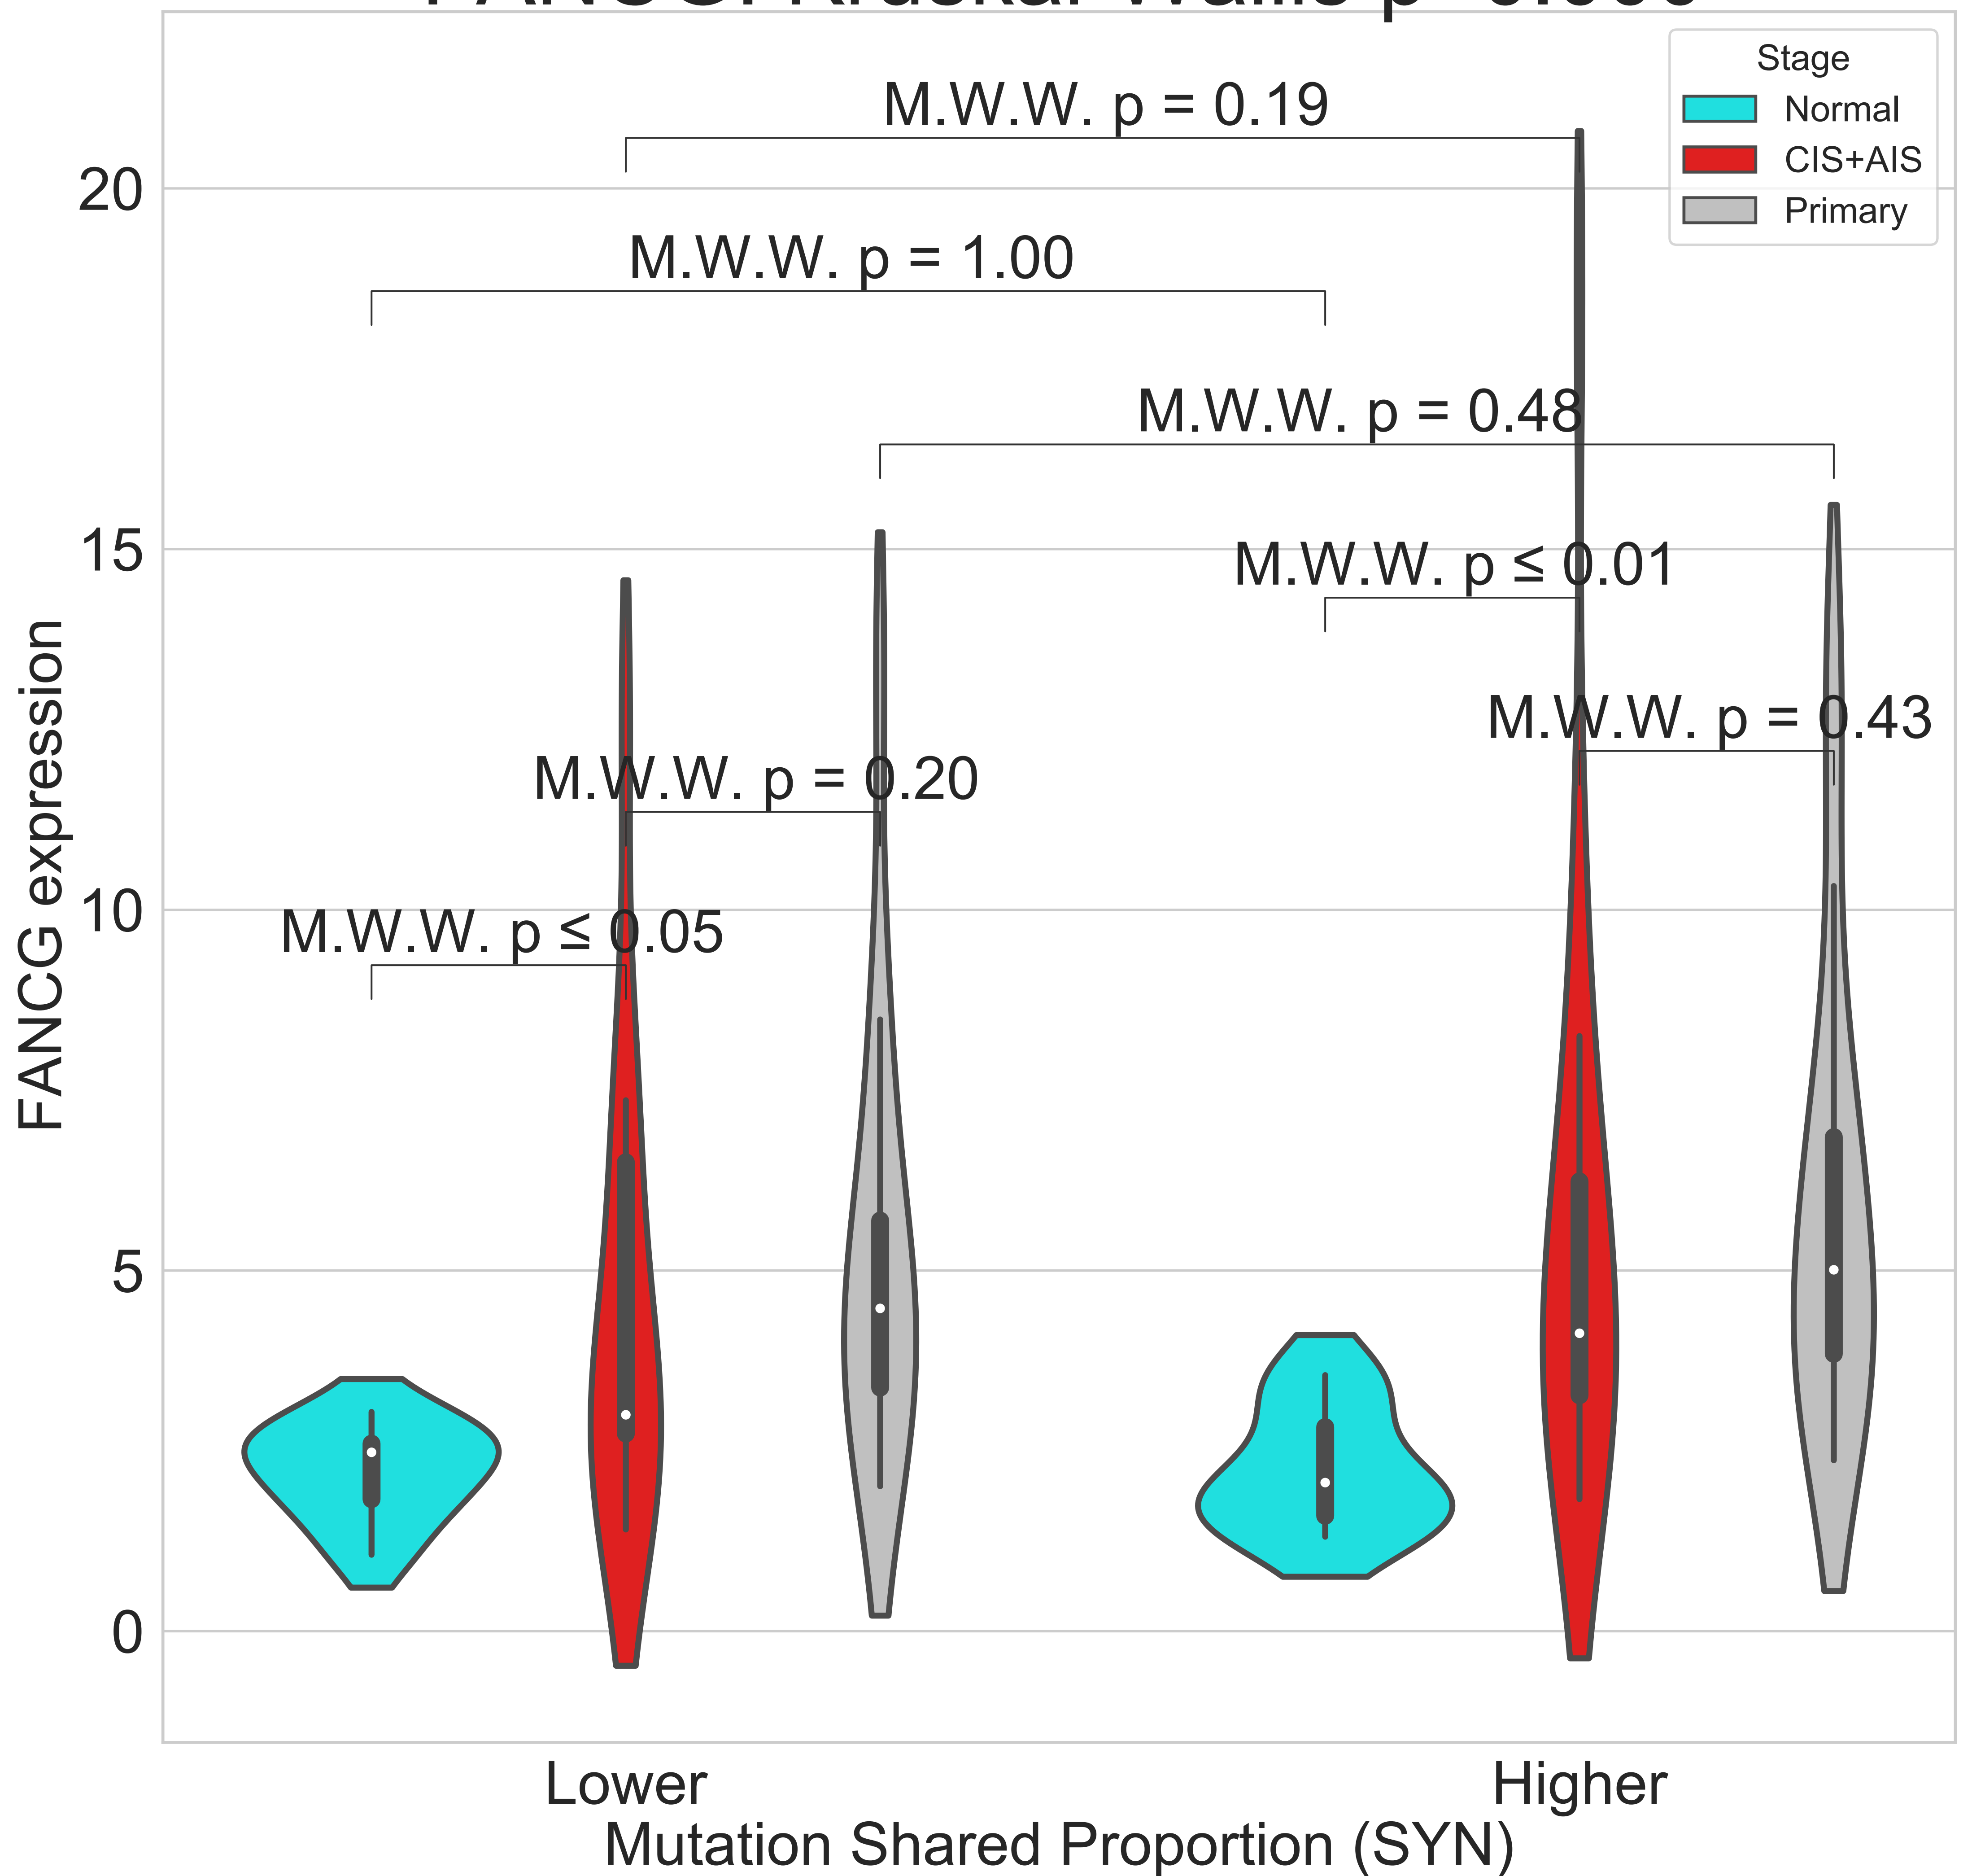 Stage
Normal
CIS+AIS
Primary
M.W.W. p = 0.19
M.W.W. p = 1.00
M.W.W. p = 0.48
M.W.W. p ≤ 0.01
M.W.W. p = 0.43
M.W.W. p = 0.20
M.W.W. p ≤ 0.05
20
15
10
5
0
FANCG expression
Lower
Higher
Mutation Shared Proportion (SYN)